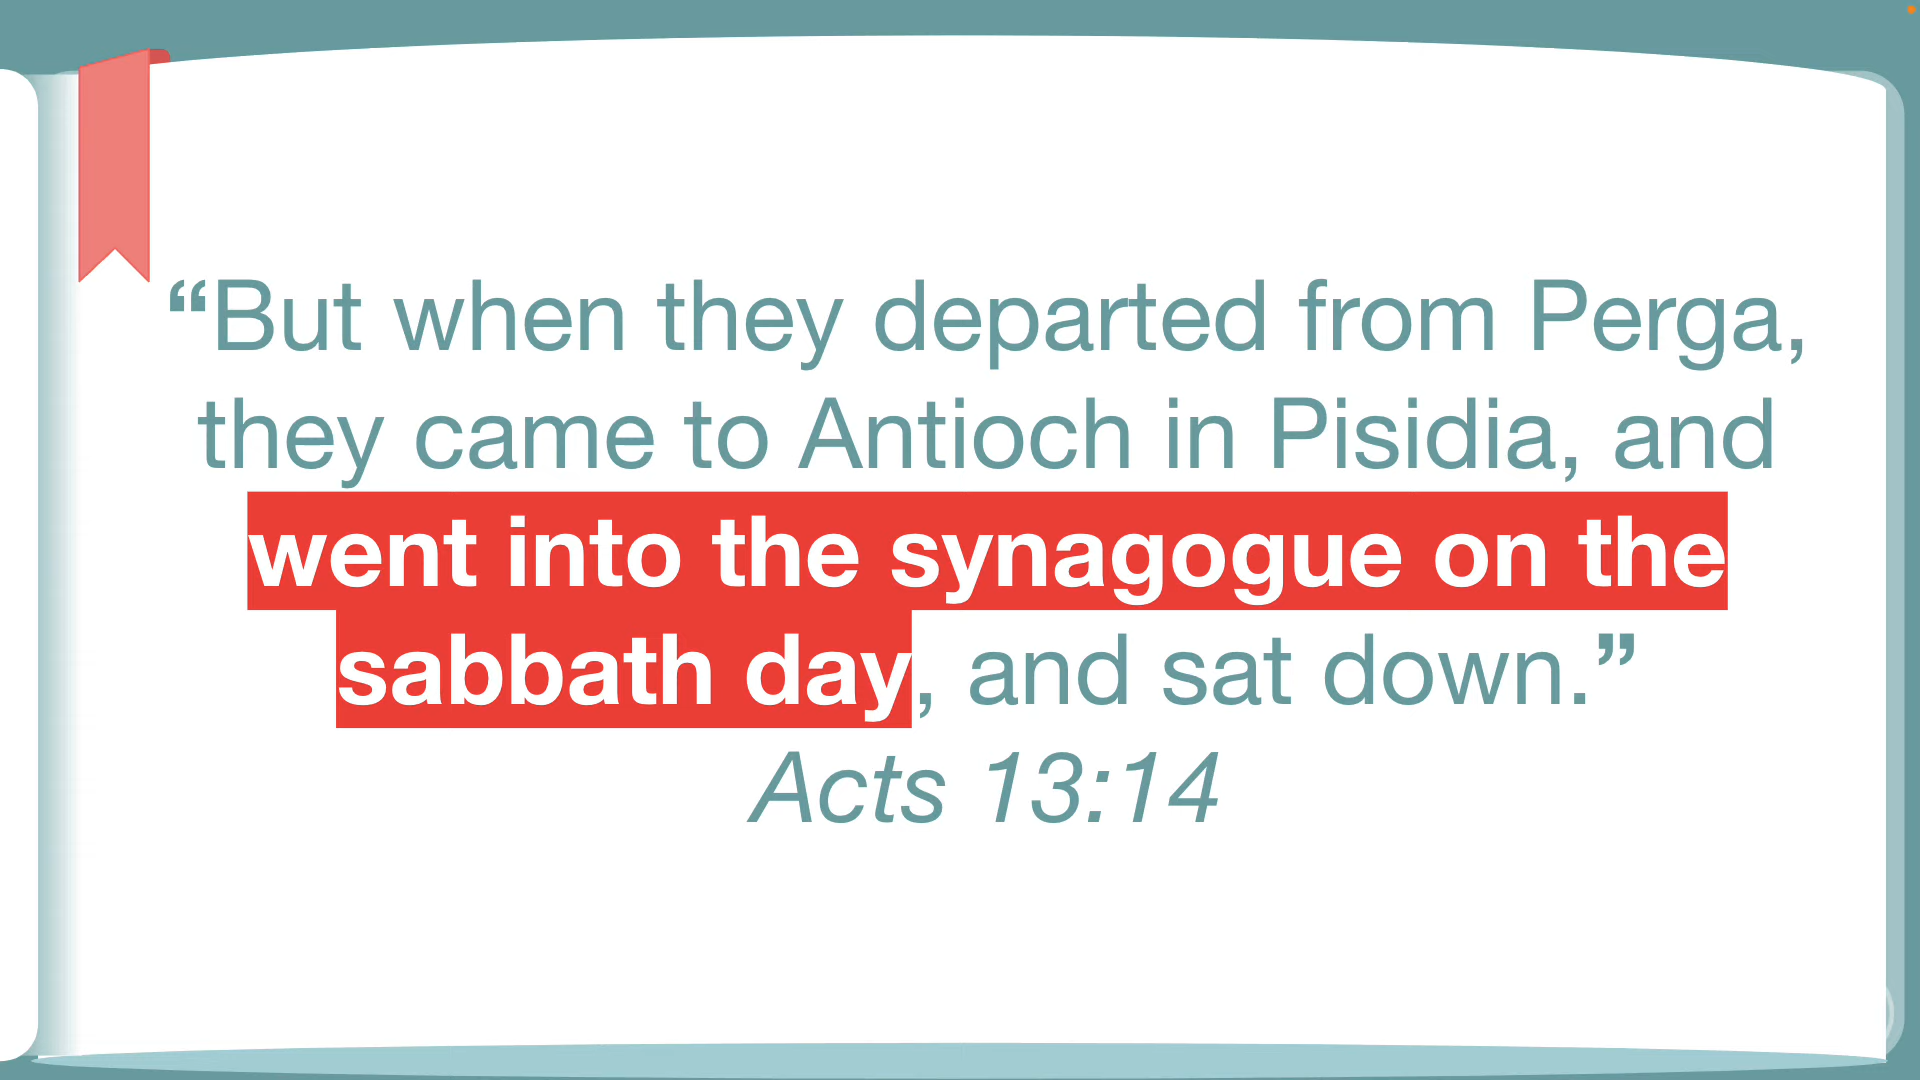 “But when they departed from Perga,
they came to Antioch in Pisidia, and
went into the synagogue on the
sabbath day, and sat down.”
Acts 13:14